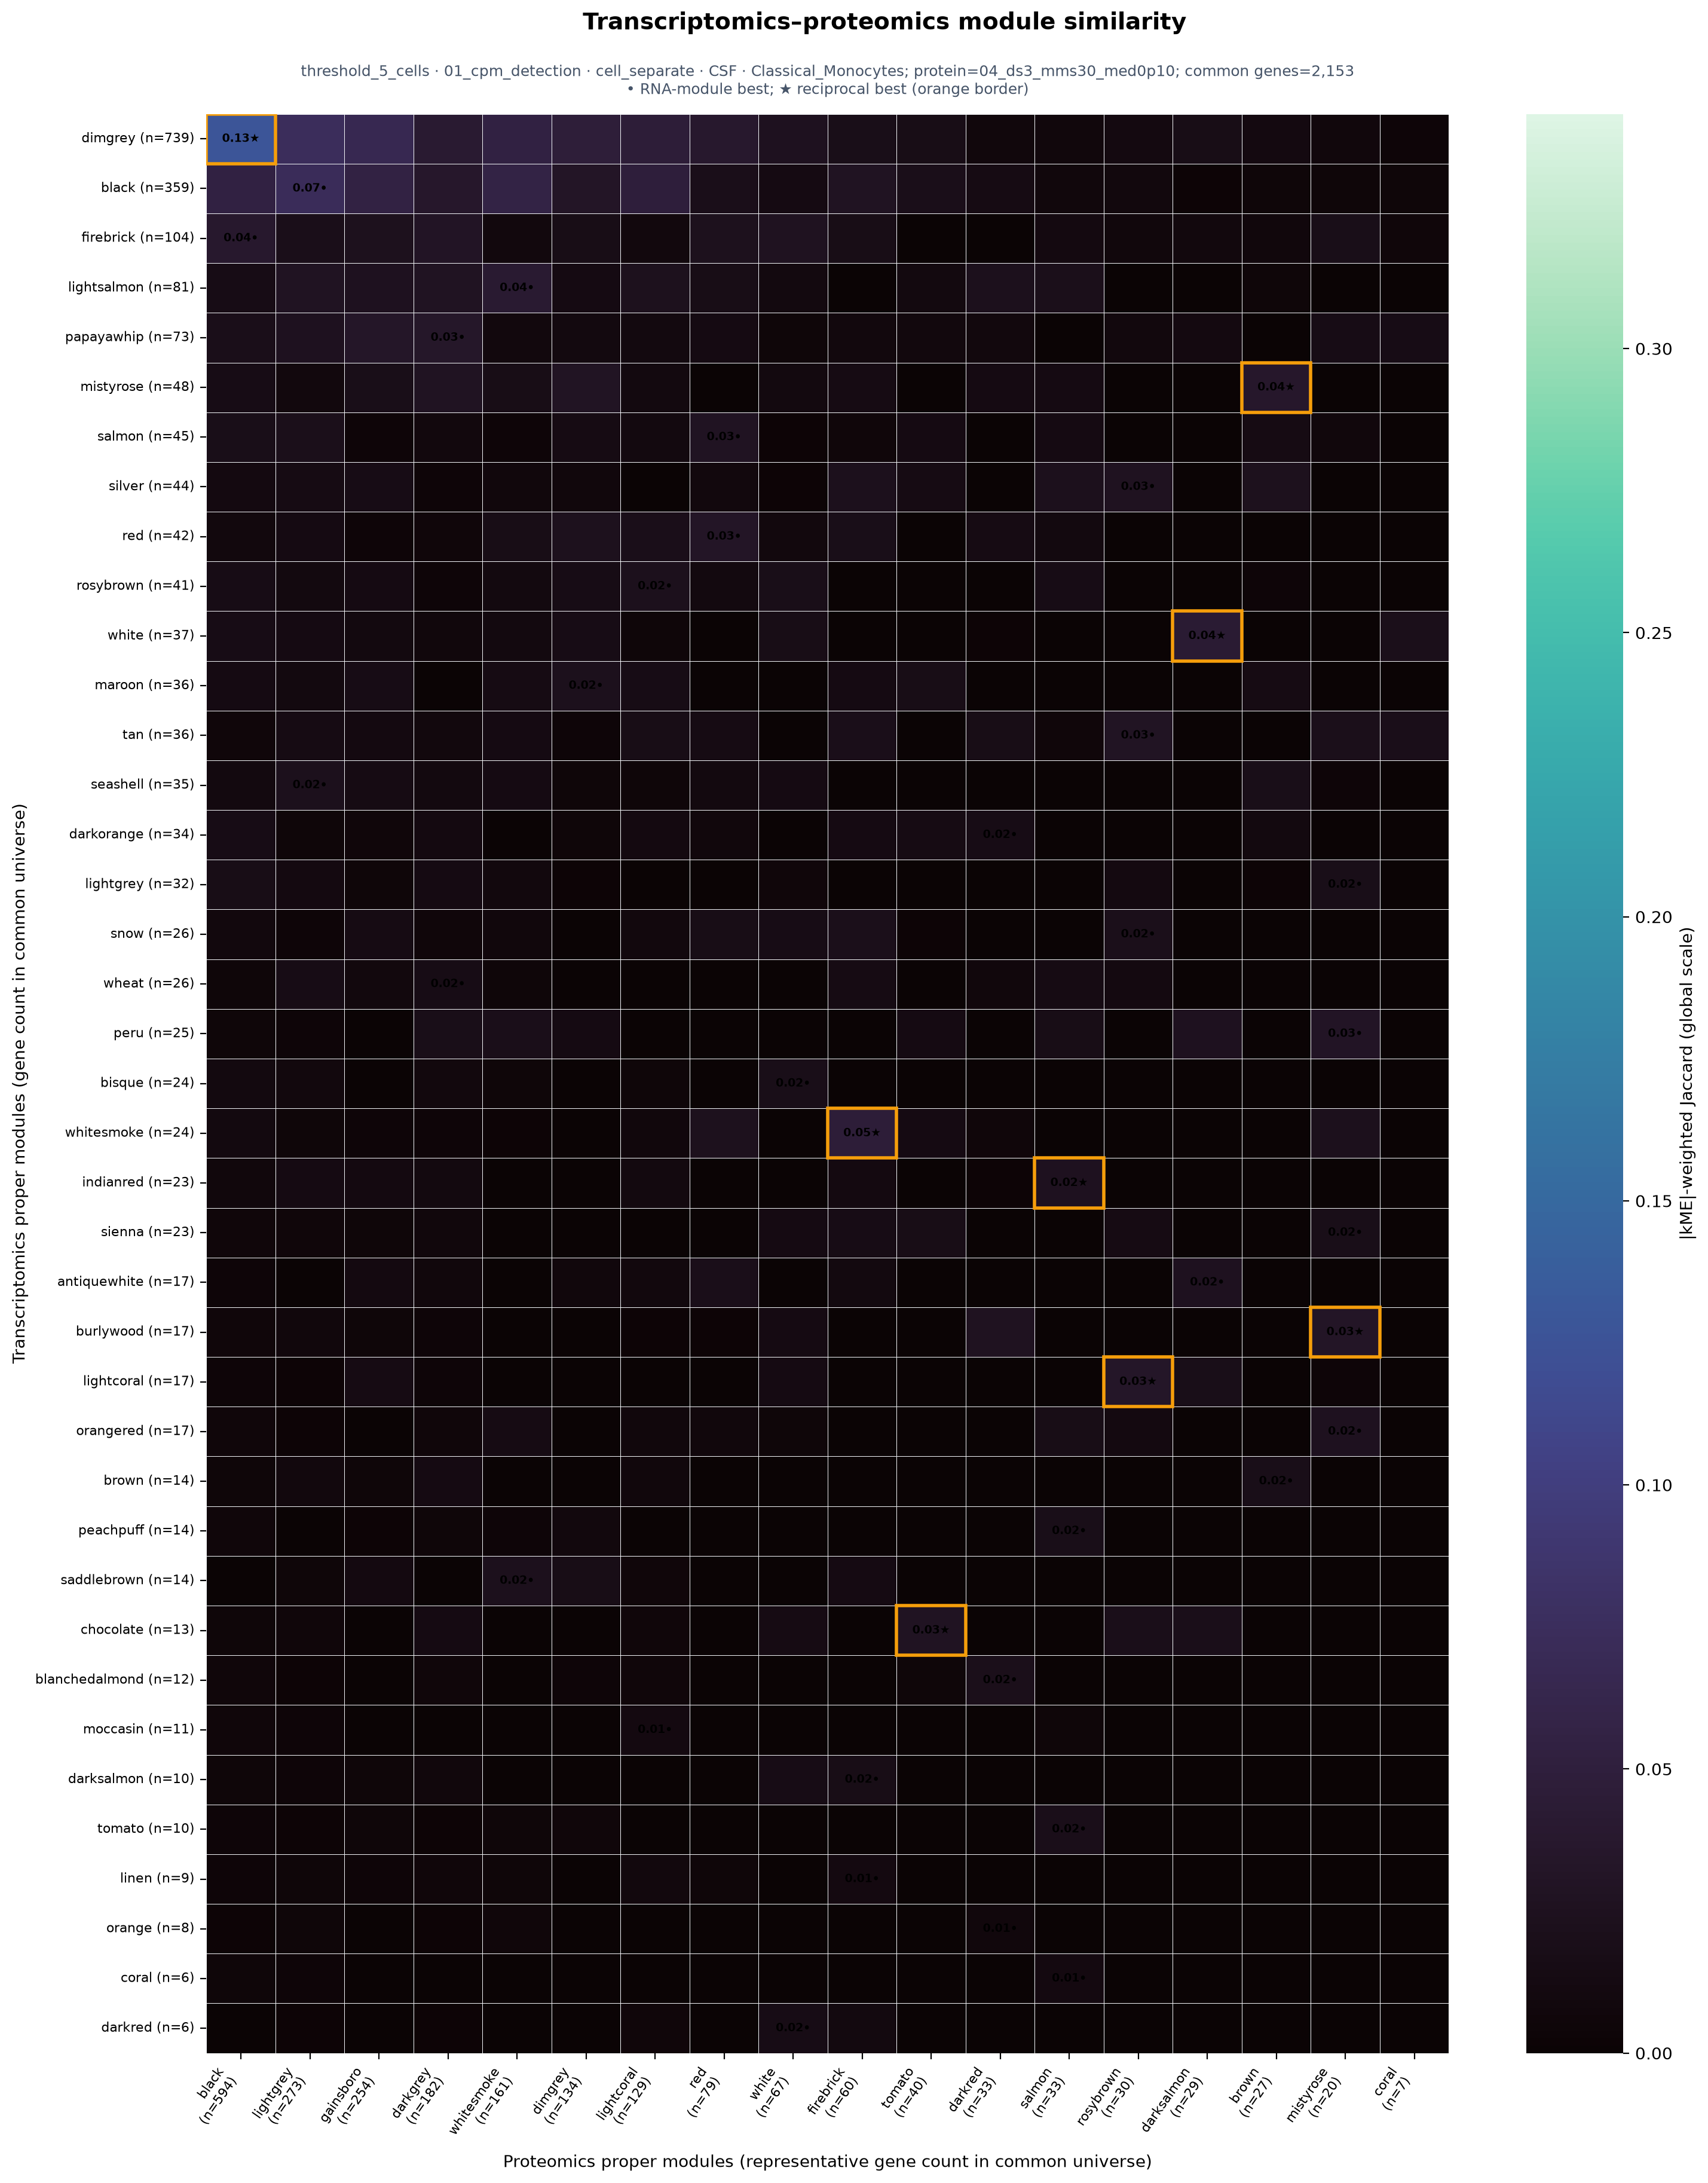 Transcriptomics–proteomics module similarity
threshold_5_cells · 01_cpm_detection · cell_separate · CSF · Classical_Monocytes; protein=04_ds3_mms30_med0p10; common genes=2,153
• RNA-module best; ★ reciprocal best (orange border)
Transcriptomics proper modules (gene count in common universe)
dimgrey (n=739)
0.13★
black (n=359)
0.07•
firebrick (n=104)
0.04•
lightsalmon (n=81)
0.04•
papayawhip (n=73)
0.03•
mistyrose (n=48)
0.04★
salmon (n=45)
0.03•
silver (n=44)
0.03•
red (n=42)
0.03•
rosybrown (n=41)
0.02•
white (n=37)
0.04★
maroon (n=36)
0.02•
tan (n=36)
0.03•
seashell (n=35)
0.02•
darkorange (n=34)
0.02•
lightgrey (n=32)
0.02•
snow (n=26)
0.02•
wheat (n=26)
0.02•
peru (n=25)
0.03•
bisque (n=24)
0.02•
whitesmoke (n=24)
0.05★
indianred (n=23)
0.02★
sienna (n=23)
0.02•
antiquewhite (n=17)
0.02•
burlywood (n=17)
0.03★
lightcoral (n=17)
0.03★
orangered (n=17)
0.02•
brown (n=14)
0.02•
peachpuff (n=14)
0.02•
saddlebrown (n=14)
0.02•
chocolate (n=13)
0.03★
blanchedalmond (n=12)
0.02•
moccasin (n=11)
0.01•
darksalmon (n=10)
0.02•
tomato (n=10)
0.02•
linen (n=9)
0.01•
orange (n=8)
0.01•
coral (n=6)
0.01•
darkred (n=6)
0.02•
black
(n=594)
lightgrey
(n=273)
gainsboro
(n=254)
darkgrey
(n=182)
whitesmoke
(n=161)
dimgrey
(n=134)
lightcoral
(n=129)
red
(n=79)
white
(n=67)
firebrick
(n=60)
tomato
(n=40)
darkred
(n=33)
salmon
(n=33)
rosybrown
(n=30)
darksalmon
(n=29)
brown
(n=27)
mistyrose
(n=20)
coral
(n=7)
Proteomics proper modules (representative gene count in common universe)
0.30
0.25
0.20
0.15
0.10
0.05
0.00
|kME|-weighted Jaccard (global scale)